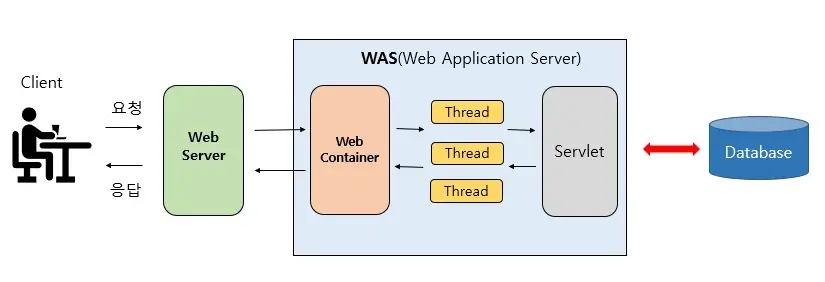 WAS(Web Application Server)
Client
요청
응답
Web
Server
Web
Container
Thread
Thread
Thread
Servlet
Database